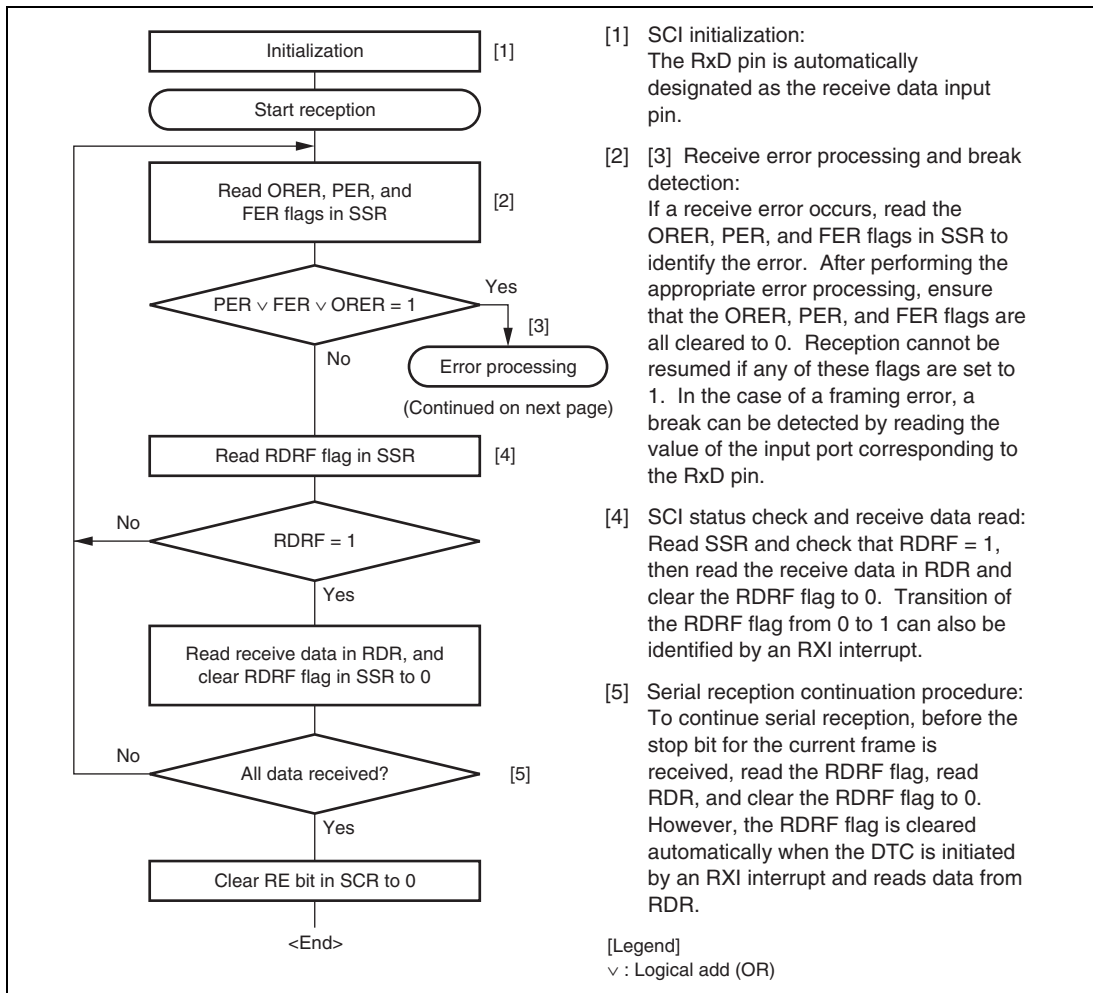 Initialization
[1]
Start reception
Read ORER, PER, and
FER flags in SSR
[2]
PER ∨ FER ∨ ORER = 1
Yes
[3]
No
Error processing
(Continued on next page)
Read RDRF flag in SSR
[4]
No
RDRF = 1
Yes
Read receive data in RDR, and
clear RDRF flag in SSR to 0
No
All data received?
[5]
Yes
Clear RE bit in SCR to 0
<End>
[1] SCI initialization:
The RxD pin is automatically
designated as the receive data input
pin.
[2] [3] Receive error processing and break
detection:
If a receive error occurs, read the
ORER, PER, and FER flags in SSR to
identify the error. After performing the
appropriate error processing, ensure
that the ORER, PER, and FER flags are
all cleared to 0. Reception cannot be
resumed if any of these flags are set to
1. In the case of a framing error, a
break can be detected by reading the
value of the input port corresponding to
the RxD pin.
[4] SCI status check and receive data read:
Read SSR and check that RDRF = 1,
then read the receive data in RDR and
clear the RDRF flag to 0. Transition of
the RDRF flag from 0 to 1 can also be
identified by an RXI interrupt.
[5] Serial reception continuation procedure:
To continue serial reception, before the
stop bit for the current frame is
received, read the RDRF flag, read
RDR, and clear the RDRF flag to 0.
However, the RDRF flag is cleared
automatically when the DTC is initiated
by an RXI interrupt and reads data from
RDR.
[Legend]
∨ : Logical add (OR)